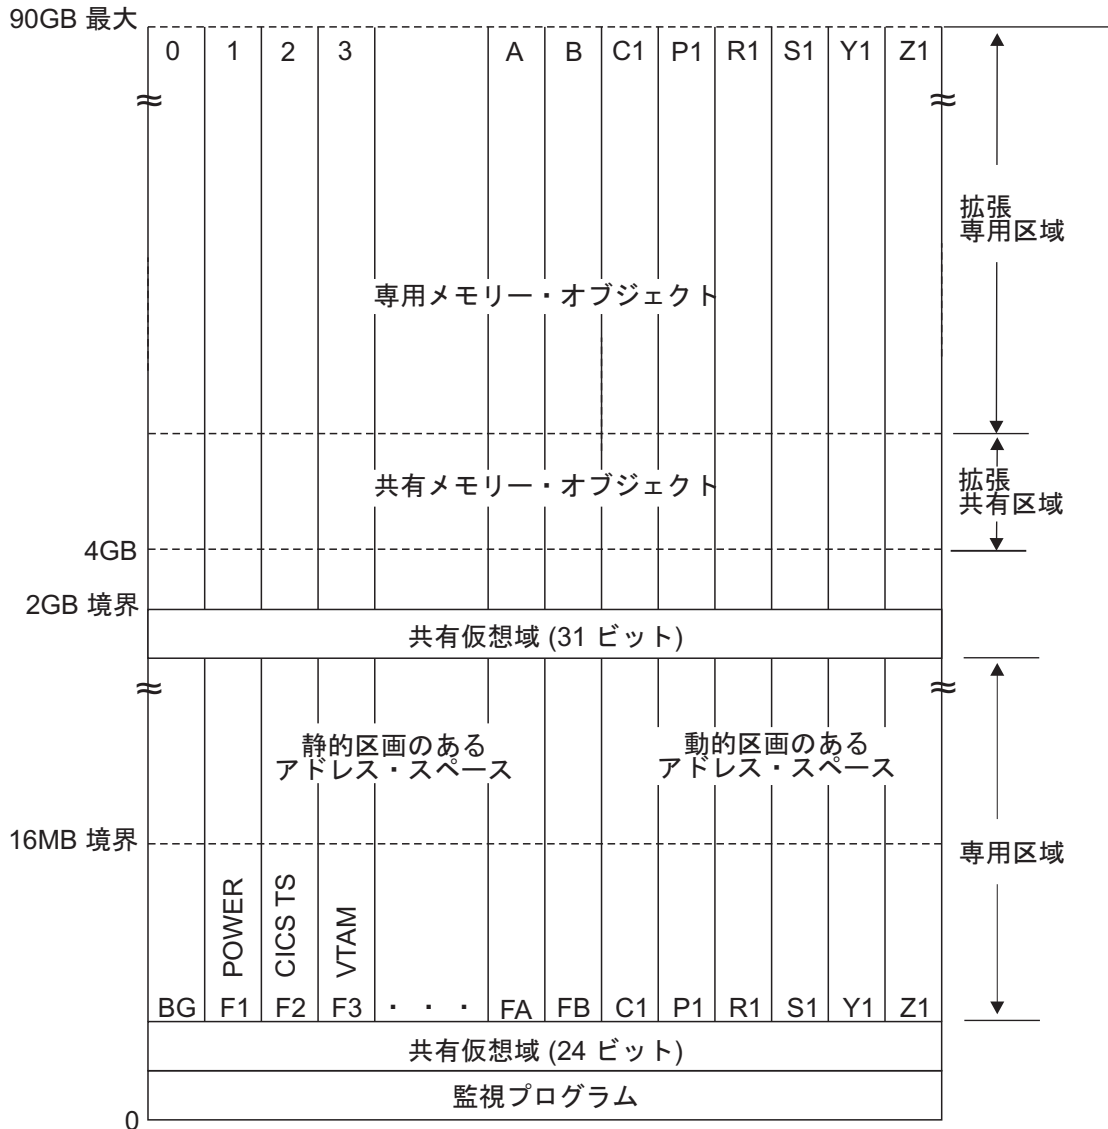 90GB 最大
0 1 2 3 A B C1 P1 R1 S1 Y1 Z1
拡張
専用区域
専用メモリー・オブジェクト
共有メモリー・オブジェクト
拡張
共有区域
4GB
2GB 境界
共有仮想域 (31 ビット)
静的区画のある
アドレス・スペース
動的区画のある
アドレス・スペース
16MB 境界
専用区域
POWER
CICS TS
VTAM
BG F1 F2 F3 ・ ・ ・ FA FB C1 P1 R1 S1 Y1 Z1
共有仮想域 (24 ビット)
監視プログラム
0